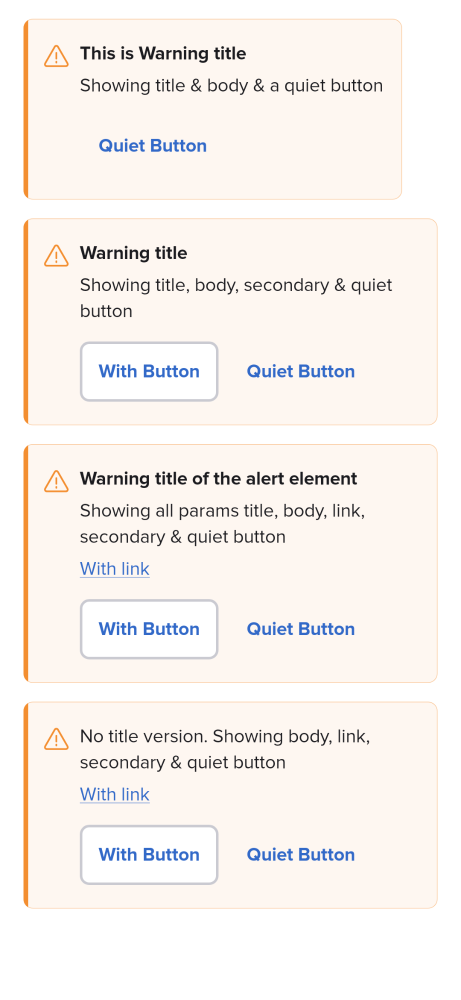 This is Warning title
Showing title & body & a quiet button
Quiet Button
Warning title
Showing title, body, secondary & quiet
button
With Button
Quiet Button
Warning title of the alert element
Showing all params title, body, link,
secondary & quiet button
With link
With Button
Quiet Button
No title version. Showing body, link,
secondary & quiet button
With link
With Button
Quiet Button